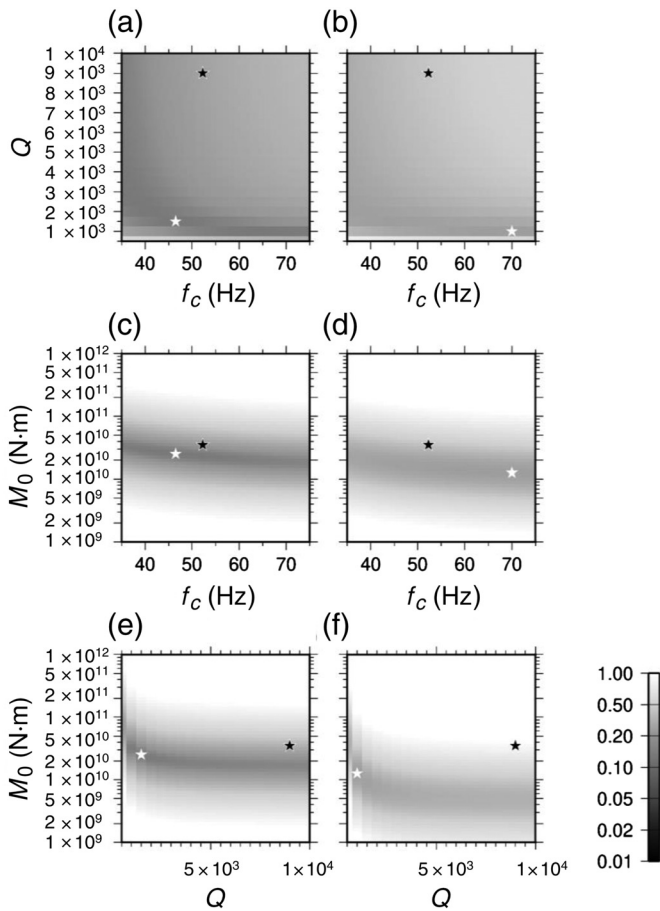 (a) (b)
Q
1 × 10⁴
9 × 10³
8 × 10³
7 × 10³
6 × 10³
5 × 10³
4 × 10³
3 × 10³
2 × 10³
1 × 10³
40 50 60 70 40 50 60 70
f_c (Hz) f_c (Hz)
(c) (d)
M₀ (N·m)
1 × 10¹²
5 × 10¹¹
2 × 10¹¹
1 × 10¹¹
5 × 10¹⁰
2 × 10¹⁰
1 × 10¹⁰
5 × 10⁹
2 × 10⁹
1 × 10⁹
40 50 60 70 40 50 60 70
f_c (Hz) f_c (Hz)
(e) (f)
M₀ (N·m)
1 × 10¹²
5 × 10¹¹
2 × 10¹¹
1 × 10¹¹
5 × 10¹⁰
2 × 10¹⁰
1 × 10¹⁰
5 × 10⁹
2 × 10⁹
1 × 10⁹
5 × 10³ 1 × 10⁴ 5 × 10³ 1 × 10⁴
Q Q
1.00
0.50
0.20
0.10
0.05
0.02
0.01